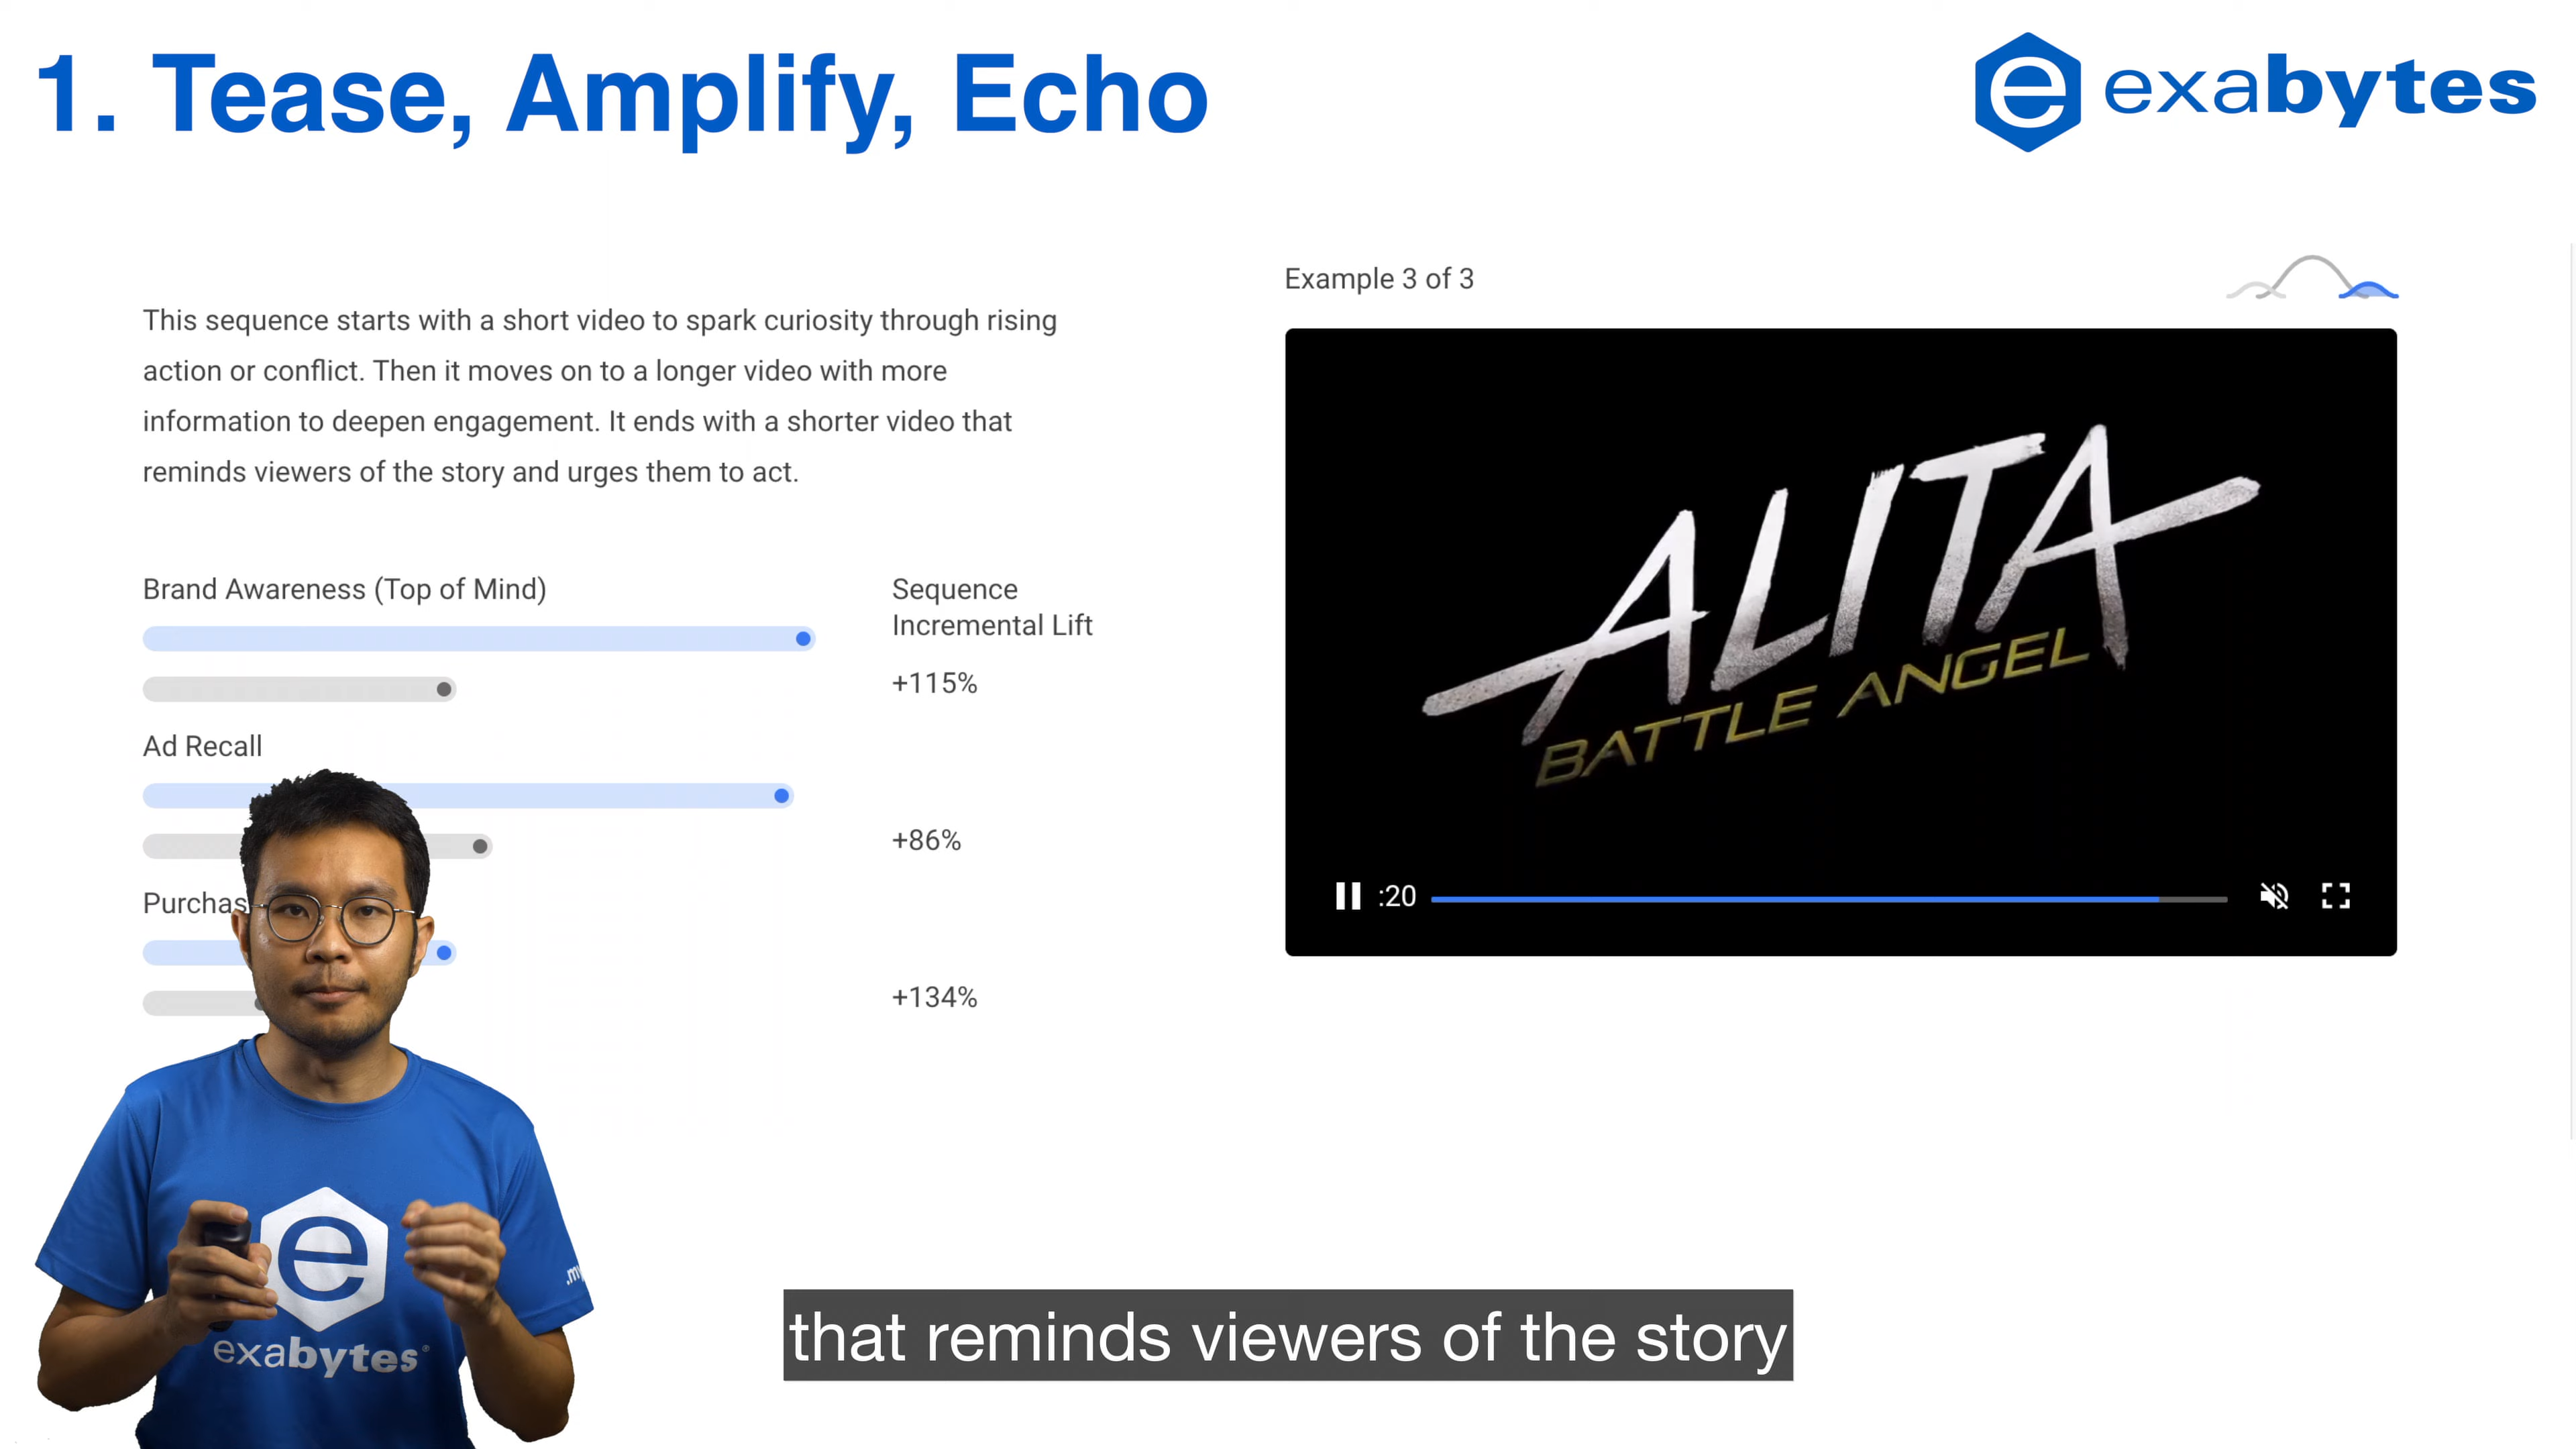 1. Tease, Amplify, Echo
exabytes
This sequence starts with a short video to spark curiosity through rising
action or conflict. Then it moves on to a longer video with more
information to deepen engagement. It ends with a shorter video that
reminds viewers of the story and urges them to act.
Brand Awareness (Top of Mind)
Sequence
Incremental Lift
+115%
Ad Recall
+86%
Purchas
+134%
Example 3 of 3
ALITA
BATTLE ANGEL
:20
e
exabytes®
.my
that reminds viewers of the story